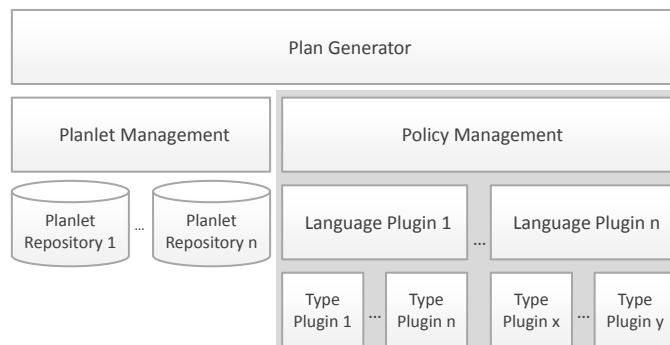 Plan Generator
Planlet Management
Policy Management
Planlet
Repository 1
...
Planlet
Repository n
Language Plugin 1
...
Language Plugin n
Type
Plugin 1
...
Type
Plugin n
Type
Plugin x
...
Type
Plugin y